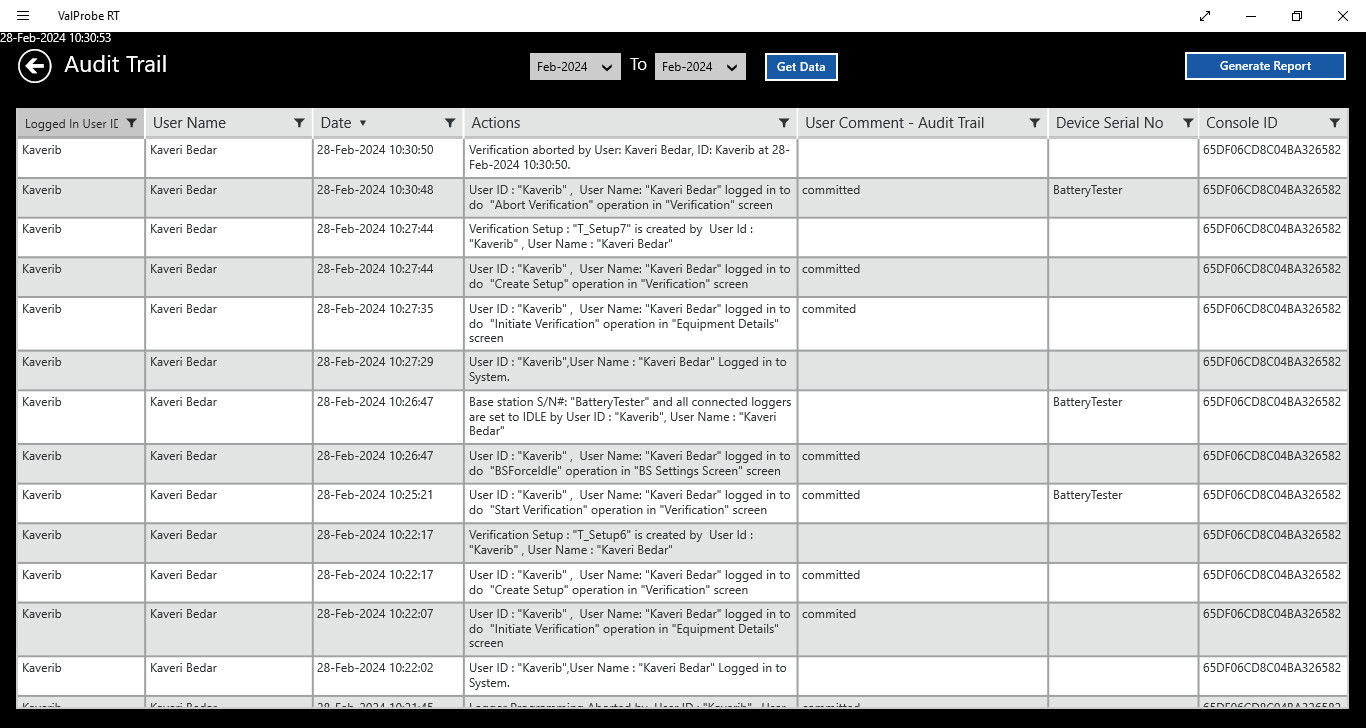 ValProbe RT
28-Feb-2024 10:30:53
Audit Trail
Feb-2024 To Feb-2024 Get Data Generate Report
Logged In User ID User Name Date Actions User Comment - Audit Trail Device Serial No Console ID
Kaverib Kaveri Bedar 28-Feb-2024 10:30:50 Verification aborted by User: Kaveri Bedar, ID: Kaverib at 28- 65DF06CD8C04BA326582
Feb-2024 10:30:50.
Kaverib Kaveri Bedar 28-Feb-2024 10:30:48 User ID : "Kaverib" , User Name: "Kaveri Bedar" logged in to committed BatteryTester 65DF06CD8C04BA326582
do "Abort Verification" operation in "Verification" screen
Kaverib Kaveri Bedar 28-Feb-2024 10:27:44 Verification Setup : "T_Setup7" is created by User Id : 65DF06CD8C04BA326582
"Kaverib" , User Name : "Kaveri Bedar"
Kaverib Kaveri Bedar 28-Feb-2024 10:27:44 User ID : "Kaverib" , User Name: "Kaveri Bedar" logged in to committed 65DF06CD8C04BA326582
do "Create Setup" operation in "Verification" screen
Kaverib Kaveri Bedar 28-Feb-2024 10:27:35 User ID : "Kaverib" , User Name: "Kaveri Bedar" logged in to commited 65DF06CD8C04BA326582
do "Initiate Verification" operation in "Equipment Details"
screen
Kaverib Kaveri Bedar 28-Feb-2024 10:27:29 User ID : "Kaverib",User Name : "Kaveri Bedar" Logged in to 65DF06CD8C04BA326582
System.
Kaverib Kaveri Bedar 28-Feb-2024 10:26:47 Base station S/N#: "BatteryTester" and all connected loggers BatteryTester 65DF06CD8C04BA326582
are set to IDLE by User ID : "Kaverib", User Name : "Kaveri
Bedar"
Kaverib Kaveri Bedar 28-Feb-2024 10:26:47 User ID : "Kaverib" , User Name: "Kaveri Bedar" logged in to committed 65DF06CD8C04BA326582
do "BSForceIdle" operation in "BS Settings Screen" screen
Kaverib Kaveri Bedar 28-Feb-2024 10:25:21 User ID : "Kaverib" , User Name: "Kaveri Bedar" logged in to committed BatteryTester 65DF06CD8C04BA326582
do "Start Verification" operation in "Verification" screen
Kaverib Kaveri Bedar 28-Feb-2024 10:22:17 Verification Setup : "T_Setup6" is created by User Id : 65DF06CD8C04BA326582
"Kaverib" , User Name : "Kaveri Bedar"
Kaverib Kaveri Bedar 28-Feb-2024 10:22:17 User ID : "Kaverib" , User Name: "Kaveri Bedar" logged in to committed 65DF06CD8C04BA326582
do "Create Setup" operation in "Verification" screen
Kaverib Kaveri Bedar 28-Feb-2024 10:22:07 User ID : "Kaverib" , User Name: "Kaveri Bedar" logged in to commited 65DF06CD8C04BA326582
do "Initiate Verification" operation in "Equipment Details"
screen
Kaverib Kaveri Bedar 28-Feb-2024 10:22:02 User ID : "Kaverib",User Name : "Kaveri Bedar" Logged in to 65DF06CD8C04BA326582
System.
Kaverib Kaveri Bedar 28-Feb-2024 10:21:45 Logger Programming Aborted by User ID : "Kaverib" , User committed 65DF06CD8C04BA326582